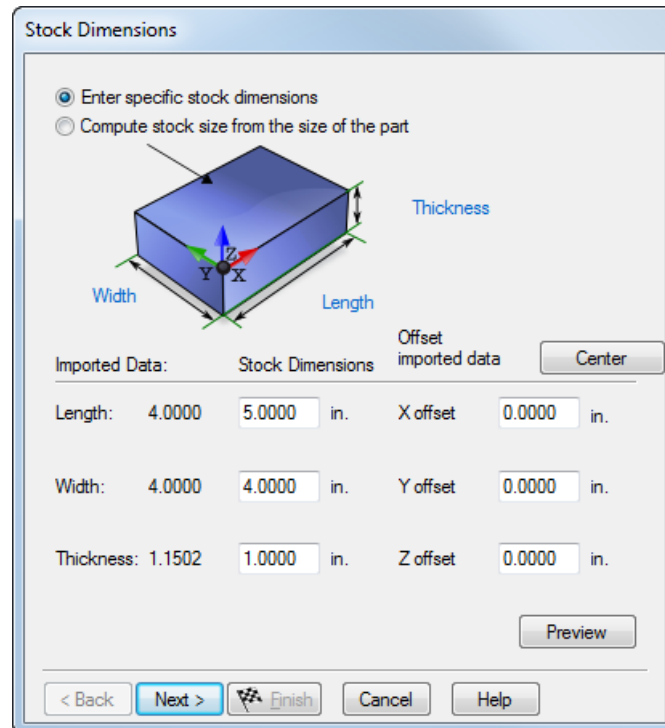 Stock Dimensions
Enter specific stock dimensions
Compute stock size from the size of the part
Thickness
Z
Y X
Width
Length
Imported Data: Stock Dimensions Offset imported data Center
Length: 4.0000 5.0000 in. X offset 0.0000 in.
Width: 4.0000 4.0000 in. Y offset 0.0000 in.
Thickness: 1.1502 1.0000 in. Z offset 0.0000 in.
Preview
< Back Next > Finish Cancel Help